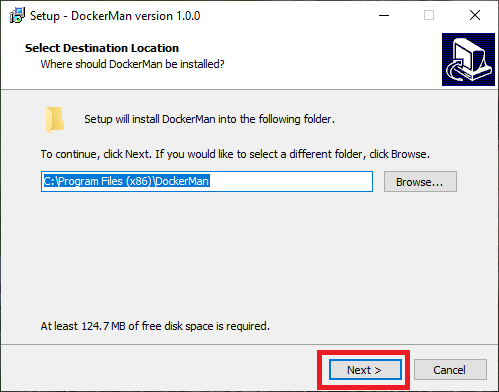 Setup - DockerMan version 1.0.0
Select Destination Location
Where should DockerMan be installed?
Setup will install DockerMan into the following folder.
To continue, click Next. If you would like to select a different folder, click Browse.
C:\Program Files (x86)\DockerMan
Browse...
At least 124.7 MB of free disk space is required.
Next >
Cancel